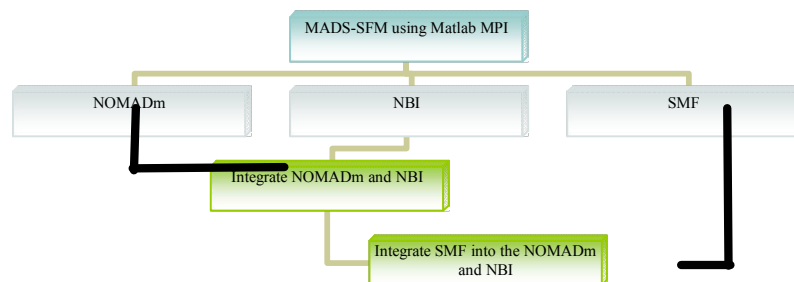 MADS-SFM using Matlab MPI
NOMADm
NBI
SMF
Integrate NOMADm and NBI
Integrate SMF into the NOMADm
and NBI